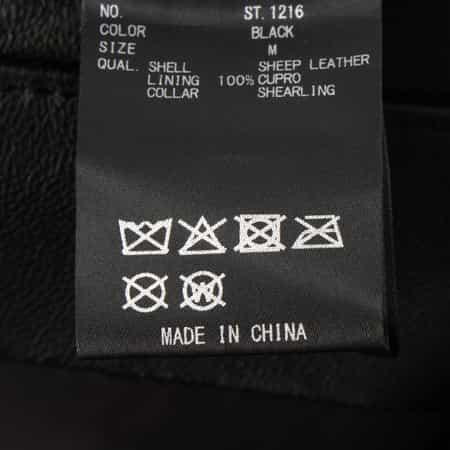 NO. ST. 1216
COLOR BLACK
SIZE M
QUAL. SHELL SHEEP LEATHER
LINING 100% CUPRO
COLLAR SHEARLING
W
MADE IN CHINA